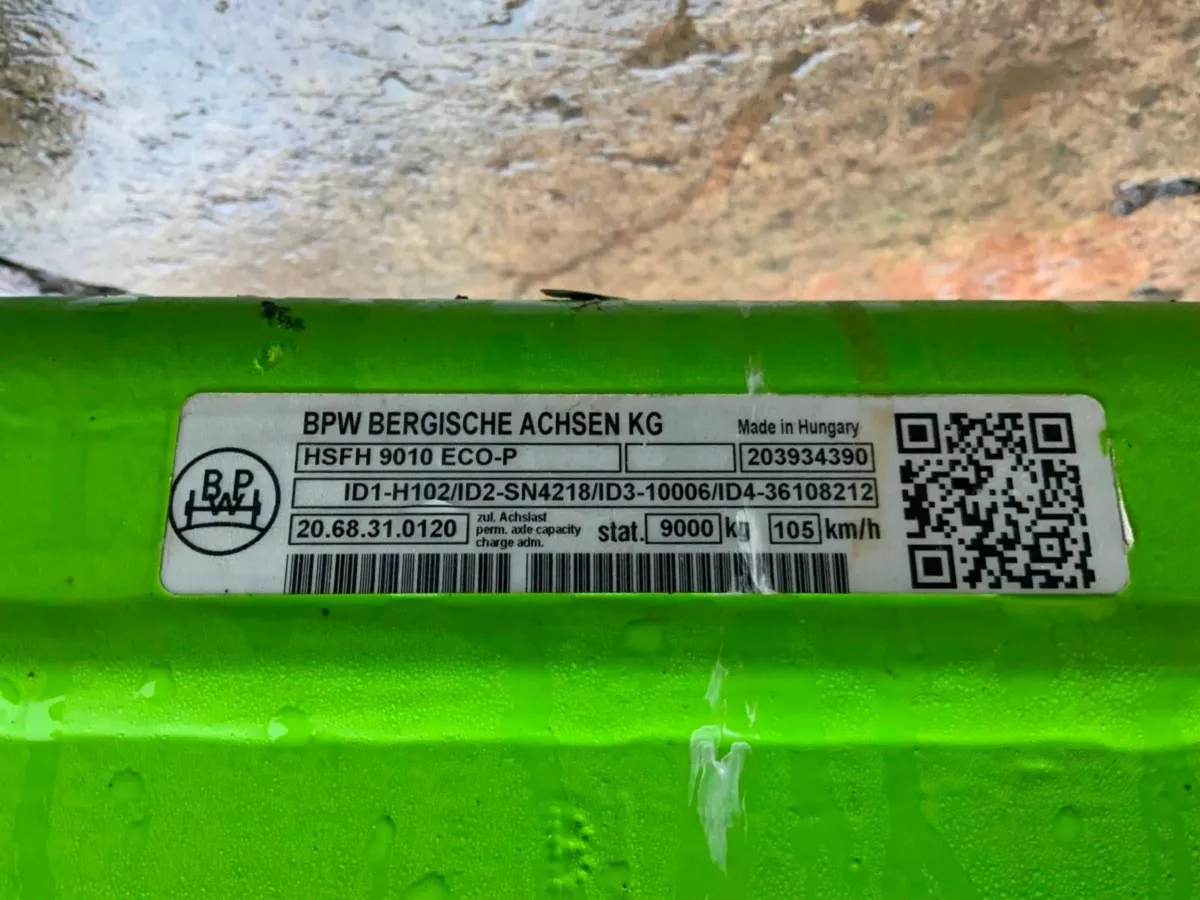 BPW BERGISCHE ACHSEN KG Made in Hungary
HSFH 9010 ECO-P 203934390
ID1-H102/ID2-SN4218/ID3-10006/ID4-36108212
BPW
20.68.31.0120 zul. Achslast stat. 9000 kg 105 km/h
perm. axle capacity
charge adm.